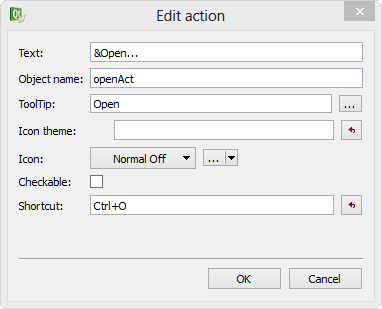 Edit action
Text: &Open...
Object name: openAct
ToolTip: Open ...
Icon theme:
Icon: Normal Off ...
Checkable:
Shortcut: Ctrl+O
OK Cancel